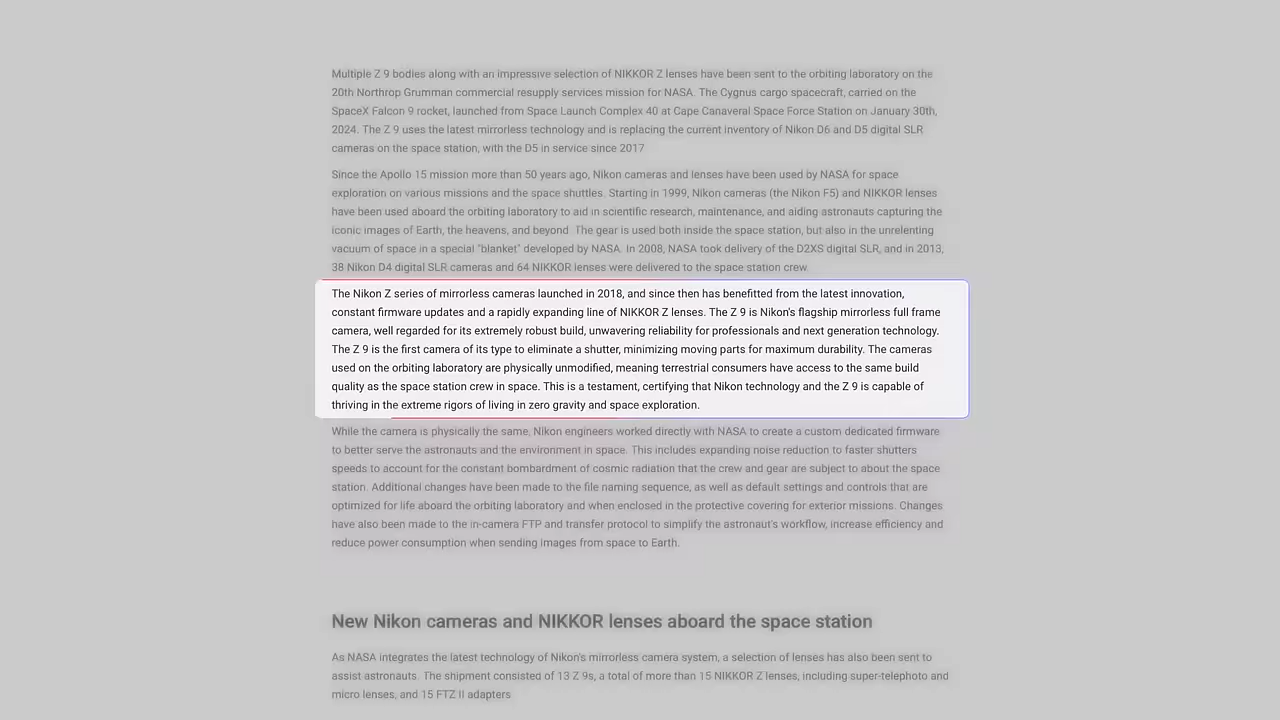 Multiple Z 9 bodies along with an impressive selection of NIKKOR Z lenses have been sent to the orbiting laboratory on the
20th Northrop Grumman commercial resupply services mission for NASA. The Cygnus cargo spacecraft, carried on the
SpaceX Falcon 9 rocket, launched from Space Launch Complex 40 at Cape Canaveral Space Force Station on January 30th,
2024. The Z 9 uses the latest mirrorless technology and is replacing the current inventory of Nikon D6 and D5 digital SLR
cameras on the space station, with the D5 in service since 2017
Since the Apollo 15 mission more than 50 years ago, Nikon cameras and lenses have been used by NASA for space
exploration on various missions and the space shuttles. Starting in 1999, Nikon cameras (the Nikon F5) and NIKKOR lenses
have been used aboard the orbiting laboratory to aid in scientific research, maintenance, and aiding astronauts capturing the
iconic images of Earth, the heavens, and beyond. The gear is used both inside the space station, but also in the unrelenting
vacuum of space in a special "blanket" developed by NASA. In 2008, NASA took delivery of the D2XS digital SLR, and in 2013,
38 Nikon D4 digital SLR cameras and 64 NIKKOR lenses were delivered to the space station crew.
The Nikon Z series of mirrorless cameras launched in 2018, and since then has benefitted from the latest innovation,
constant firmware updates and a rapidly expanding line of NIKKOR Z lenses. The Z 9 is Nikon's flagship mirrorless full frame
camera, well regarded for its extremely robust build, unwavering reliability for professionals and next generation technology.
The Z 9 is the first camera of its type to eliminate a shutter, minimizing moving parts for maximum durability. The cameras
used on the orbiting laboratory are physically unmodified, meaning terrestrial consumers have access to the same build
quality as the space station crew in space. This is a testament, certifying that Nikon technology and the Z 9 is capable of
thriving in the extreme rigors of living in zero gravity and space exploration.
While the camera is physically the same, Nikon engineers worked directly with NASA to create a custom dedicated firmware
to better serve the astronauts and the environment in space. This includes expanding noise reduction to faster shutters
speeds to account for the constant bombardment of cosmic radiation that the crew and gear are subject to about the space
station. Additional changes have been made to the file naming sequence, as well as default settings and controls that are
optimized for life aboard the orbiting laboratory and when enclosed in the protective covering for exterior missions. Changes
have also been made to the in-camera FTP and transfer protocol to simplify the astronaut's workflow, increase efficiency and
reduce power consumption when sending images from space to Earth.
New Nikon cameras and NIKKOR lenses aboard the space station
As NASA integrates the latest technology of Nikon's mirrorless camera system, a selection of lenses has also been sent to
assist astronauts. The shipment consisted of 13 Z 9s, a total of more than 15 NIKKOR Z lenses, including super-telephoto and
micro lenses, and 15 FTZ II adapters